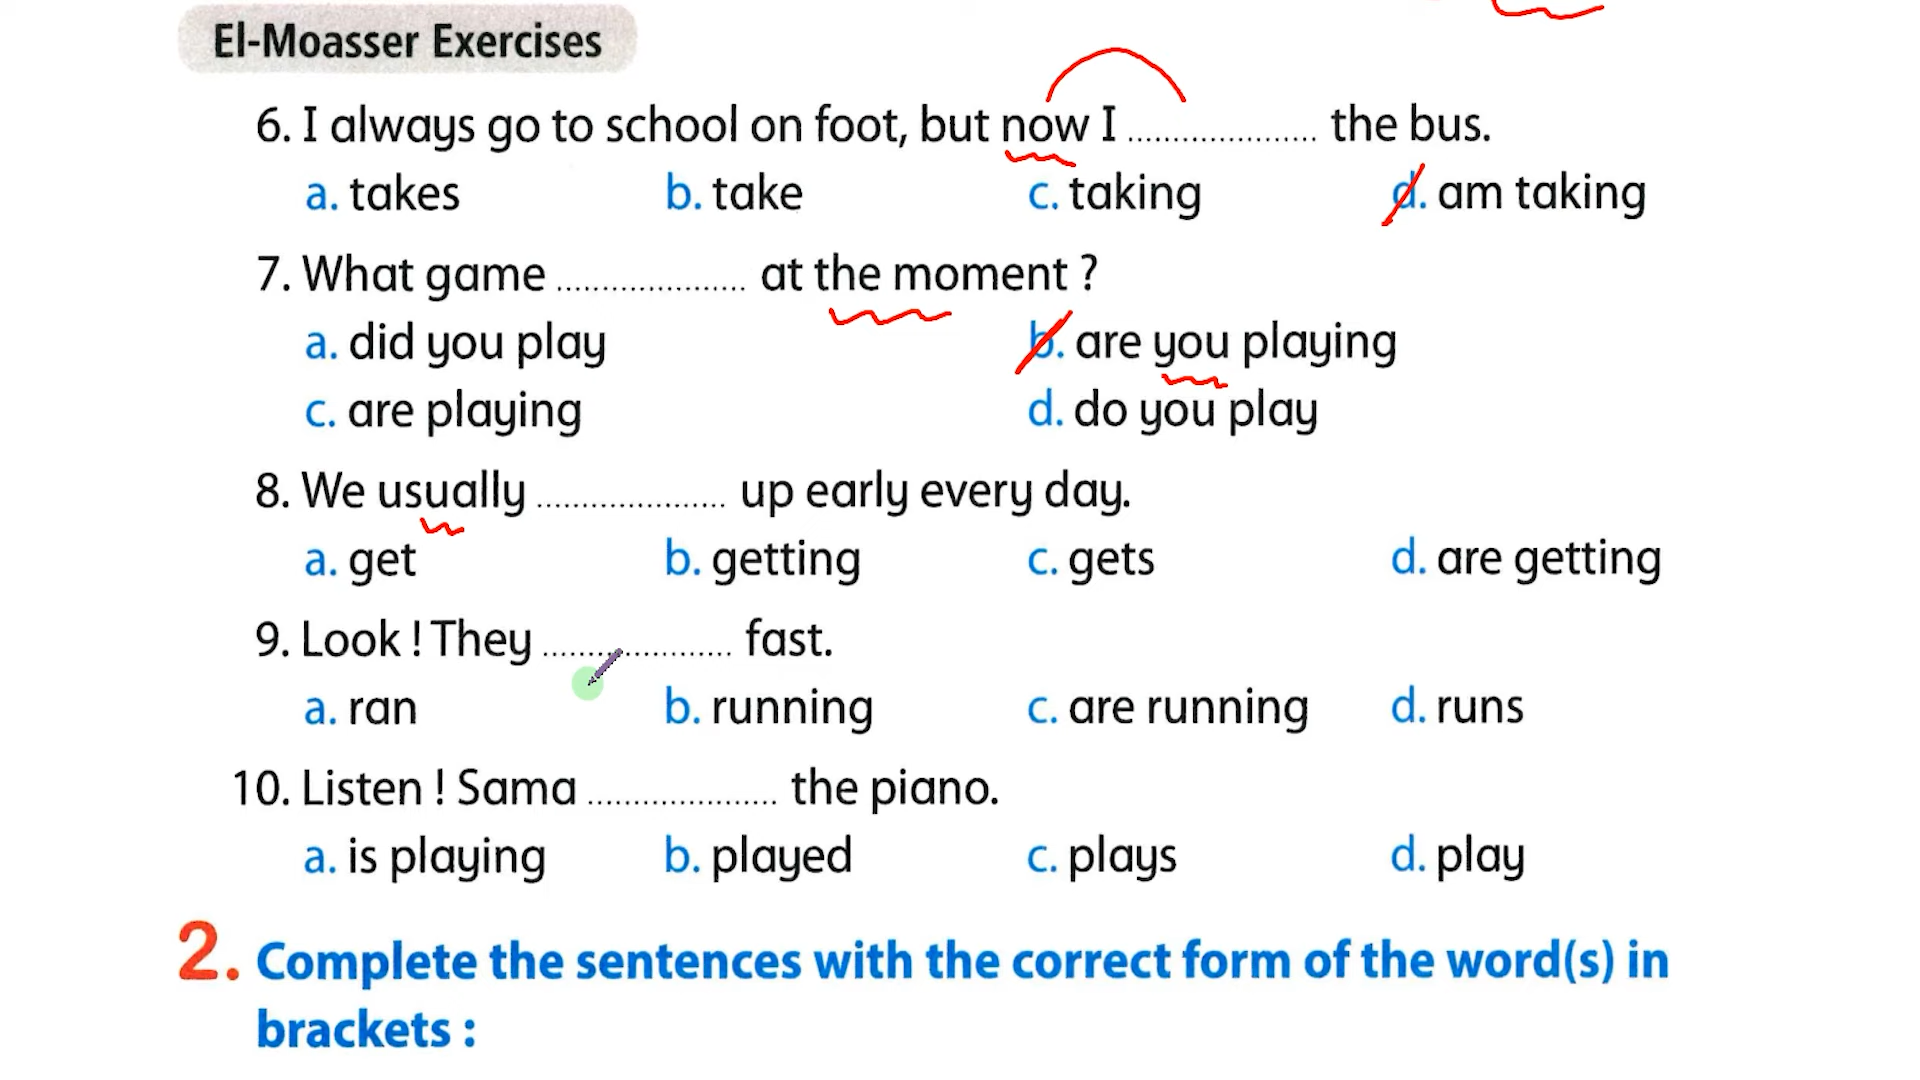 El-Moasser Exercises
6. I always go to school on foot, but now I .................... the bus.
a. takes b. take c. taking d. am taking
7. What game .................... at the moment ?
a. did you play b. are you playing
c. are playing d. do you play
8. We usually .................... up early every day.
a. get b. getting c. gets d. are getting
9. Look ! They .................... fast.
a. ran b. running c. are running d. runs
10. Listen ! Sama .................... the piano.
a. is playing b. played c. plays d. play
2. Complete the sentences with the correct form of the word(s) in
brackets :